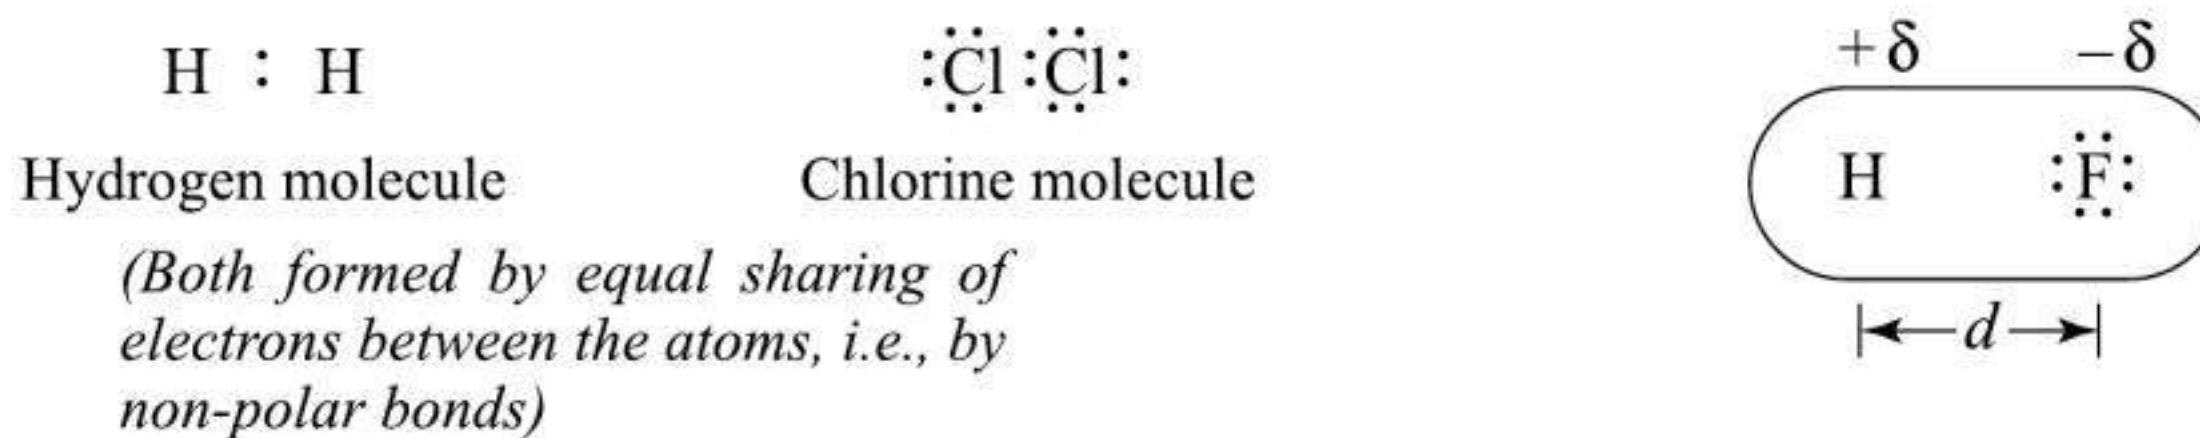 H : H
:Cl:Cl:
+δ −δ
H :F:
Hydrogen molecule
Chlorine molecule
(Both formed by equal sharing of
electrons between the atoms, i.e., by
non-polar bonds)
d